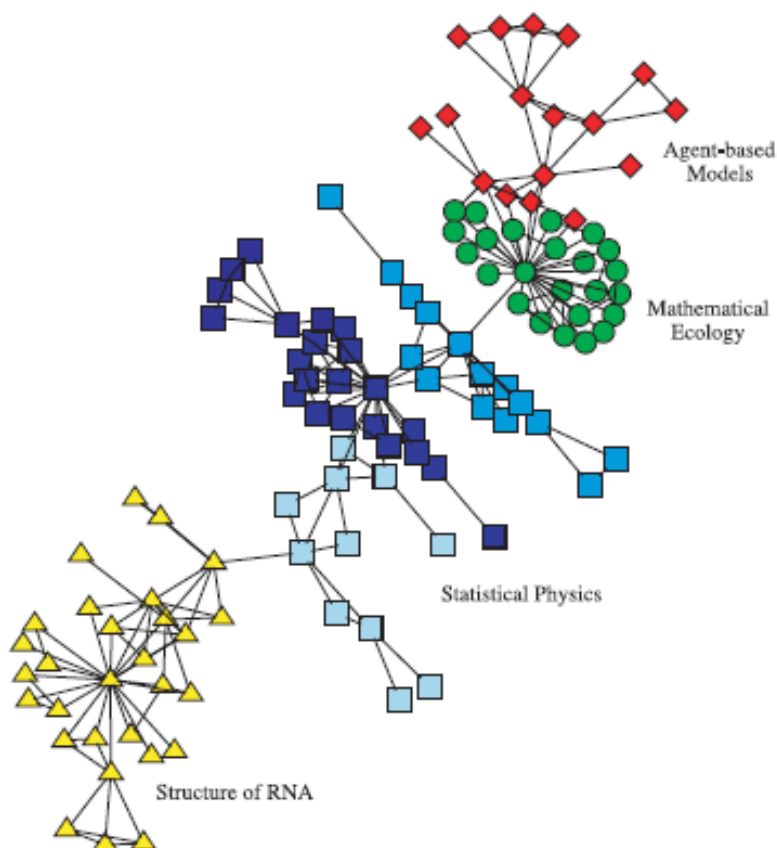 Agent-based
Models
Mathematical
Ecology
Statistical Physics
Structure of RNA